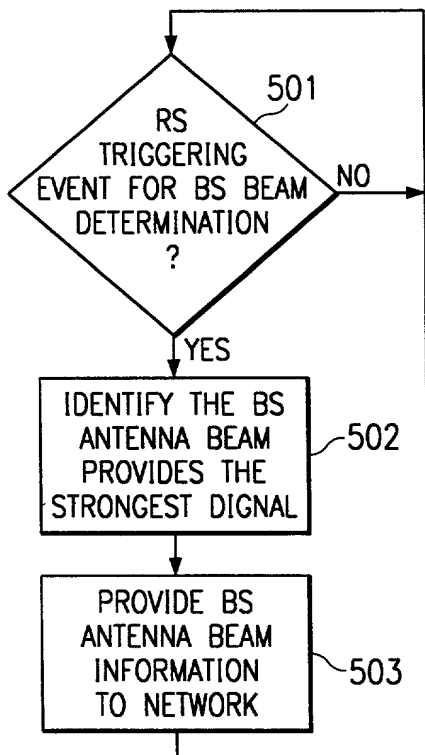 501
RS
TRIGGERING
EVENT FOR BS BEAM
DETERMINATION
?
NO
YES
IDENTIFY THE BS
ANTENNA BEAM
PROVIDES THE
STRONGEST DIGNAL
502
PROVIDE BS
ANTENNA BEAM
INFORMATION
TO NETWORK
503